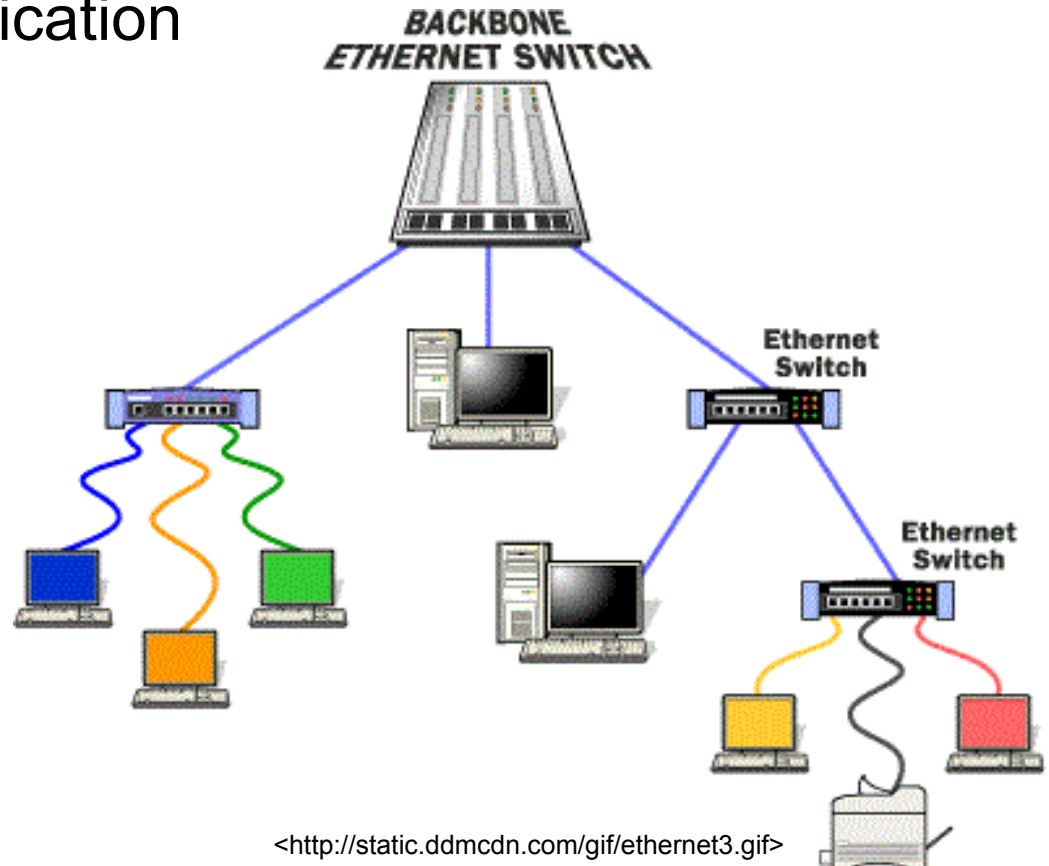 ication
BACKBONE
ETHERNET SWITCH
Ethernet
Switch
Ethernet
Switch
<http://static.ddmcdn.com/gif/ethernet3.gif>